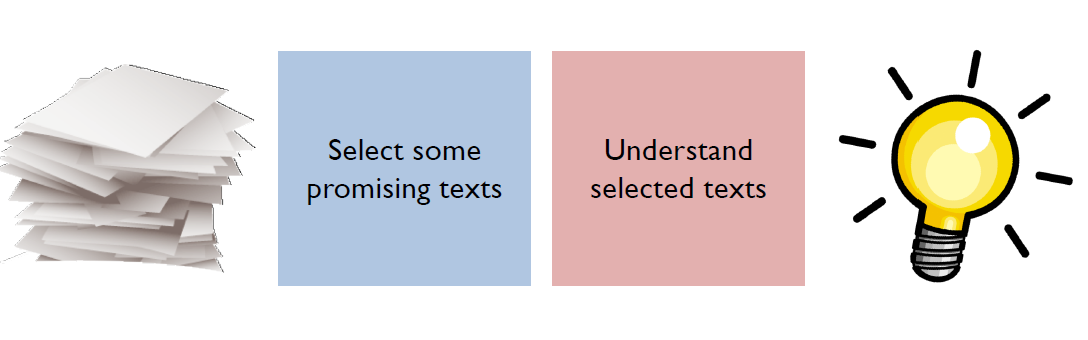 Select some
promising texts
Understand
selected texts